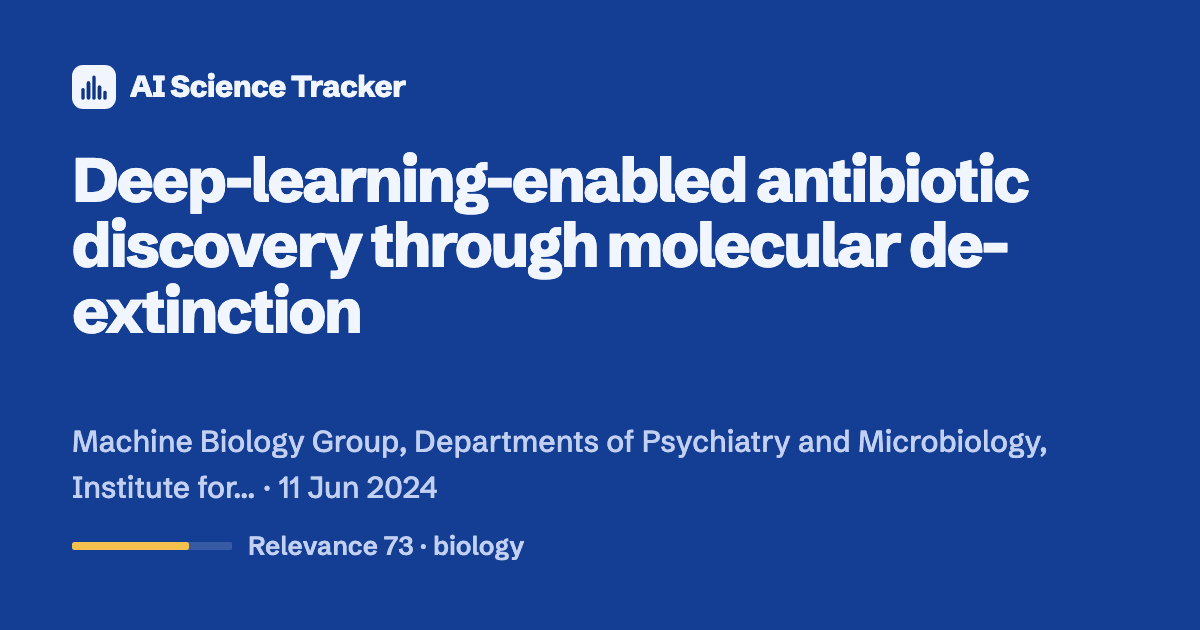 AI Science Tracker
Deep-learning-enabled antibiotic
discovery through molecular de-
extinction
Machine Biology Group, Departments of Psychiatry and Microbiology,
Institute for... · 11 Jun 2024
Relevance 73 · biology